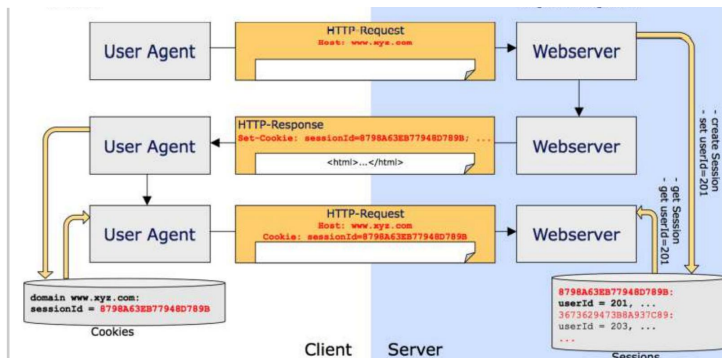 HTTP-Request
Host: www.xyz.com
User Agent
Webserver
- create Session
- set userId=201
HTTP-Response
Set-Cookie: sessionId=8798A63EB77948D789B; ...
<html>...</html>
User Agent
Webserver
- get Session
- get userId=201
HTTP-Request
Host: www.xyz.com
Cookie: sessionId=8798A63EB77948D789B
User Agent
Webserver
domain www.xyz.com:
sessionId = 8798A63EB77948D789B
Cookies
8798A63EB77948D789B:
userId = 201, ...
3673629473B8A937C89:
userId = 203, ...
...
Sessions
Client Server